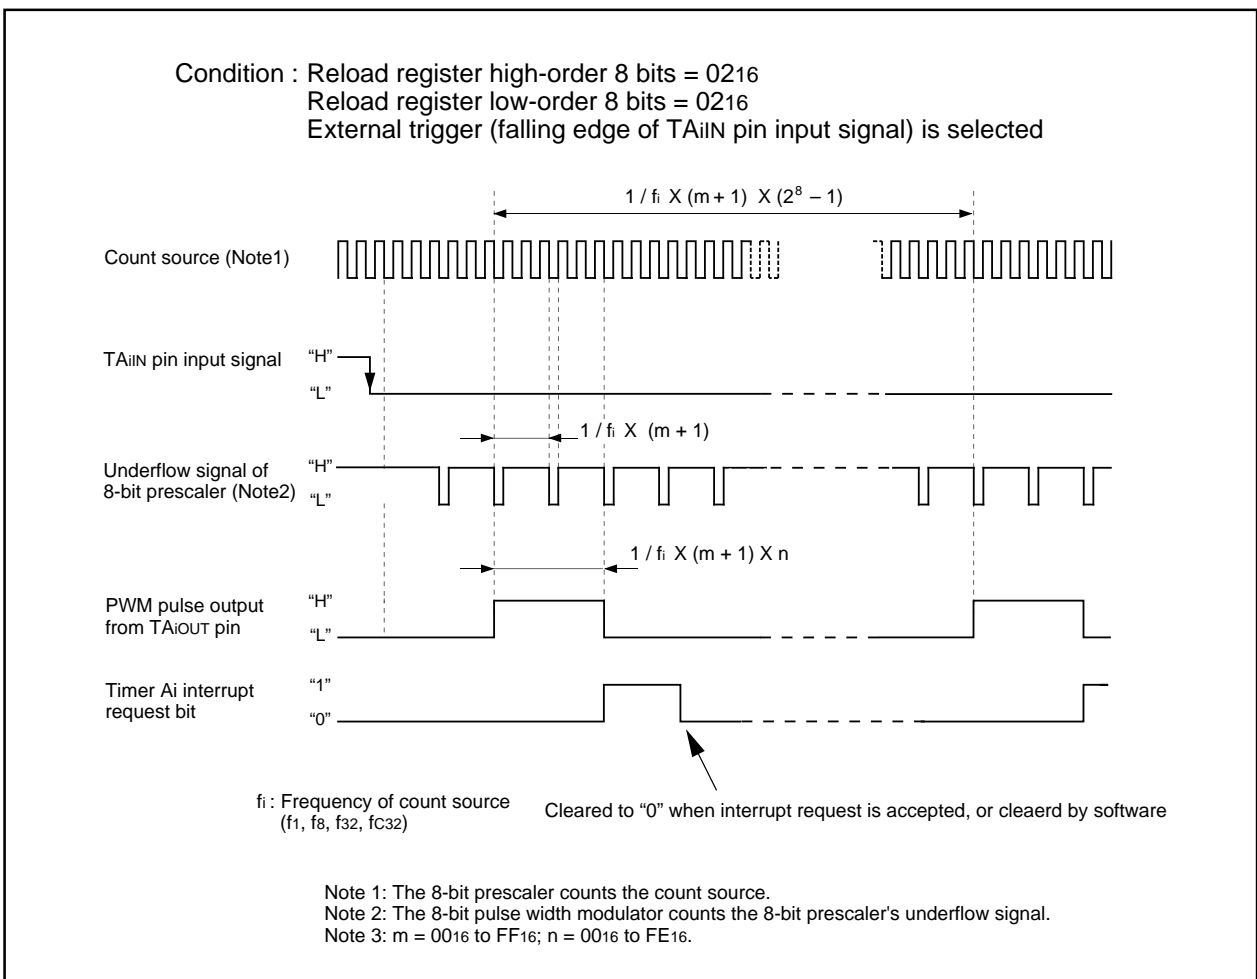 Condition : Reload register high-order 8 bits = 0216
Reload register low-order 8 bits = 0216
External trigger (falling edge of TAiIN pin input signal) is selected
1 / fi X (m + 1) X (2⁸ – 1)
Count source (Note1)
TAiIN pin input signal
“H”
“L”
1 / fi X (m + 1)
Underflow signal of
8-bit prescaler (Note2)
“H”
“L”
1 / fi X (m + 1) X n
PWM pulse output
from TAiOUT pin
“H”
“L”
Timer Ai interrupt
request bit
“1”
“0”
fi : Frequency of count source
(f1, f8, f32, fC32)
Cleared to “0” when interrupt request is accepted, or cleaerd by software
Note 1: The 8-bit prescaler counts the count source.
Note 2: The 8-bit pulse width modulator counts the 8-bit prescaler's underflow signal.
Note 3: m = 0016 to FF16; n = 0016 to FE16.